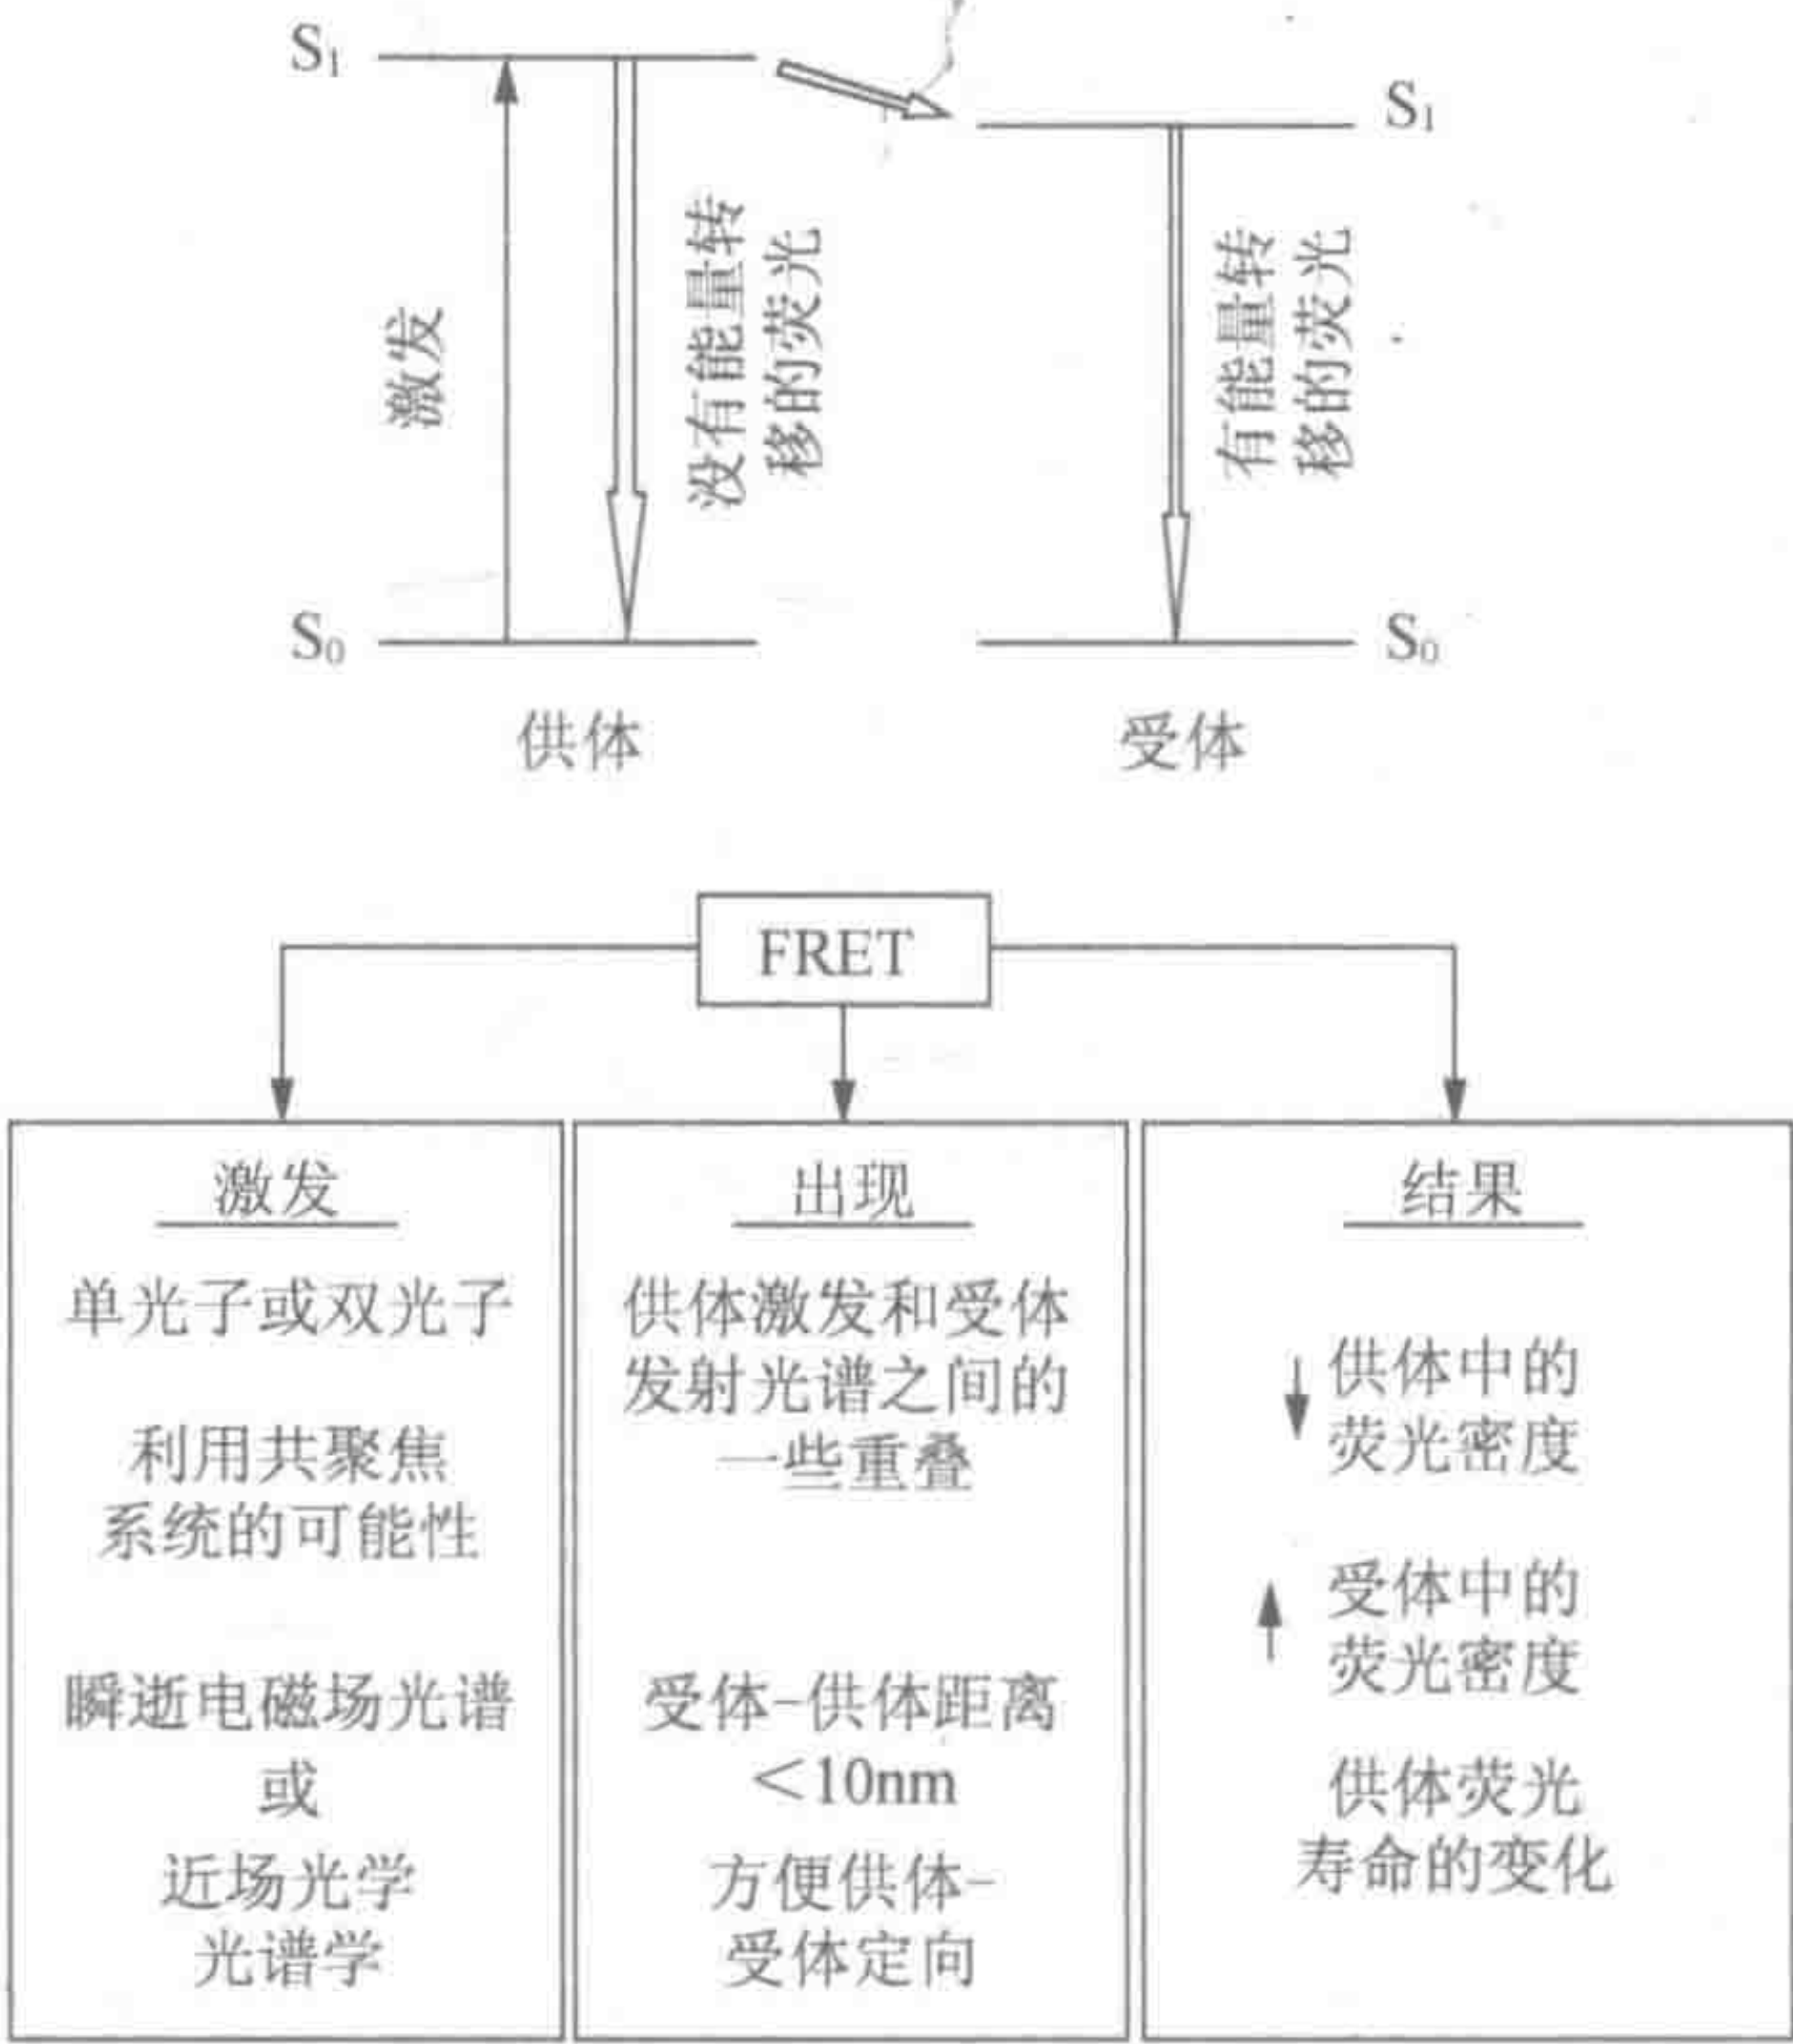 S₁
S₁
激发
没有能量转
移的荧光
有能量转
移的荧光
S₀
S₀
供体
受体
FRET
激发
单光子或双光子
利用共聚焦
系统的可能性
瞬逝电磁场光谱
或
近场光学
光谱学
出现
供体激发和受体
发射光谱之间的
一些重叠
受体-供体距离
<10nm
方便供体-
受体定向
结果
↓供体中的
荧光密度
↑受体中的
荧光密度
供体荧光
寿命的变化